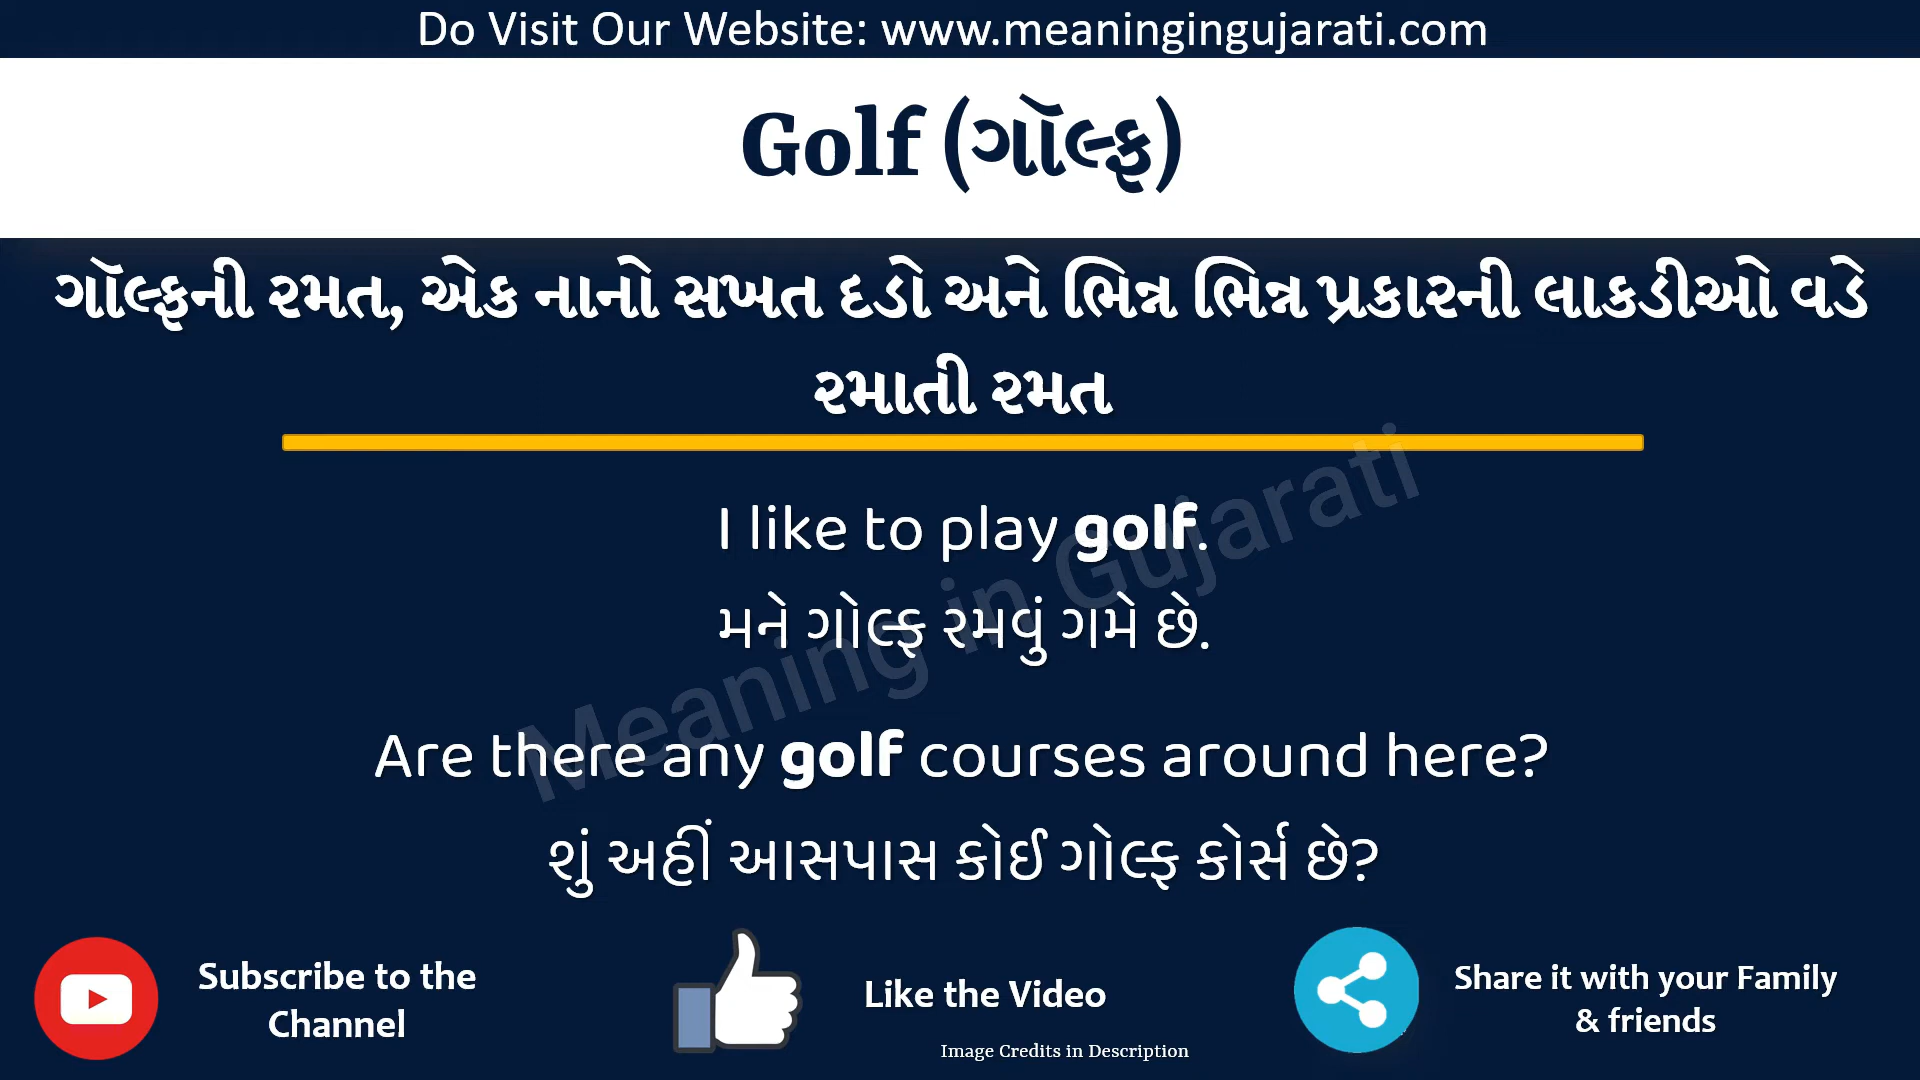 Do Visit Our Website: www.meaningingujarati.com
Golf (ગૉલ્ફ)
ગૉલ્ફની રમત, એક નાનો સખત દડો અને ભિન્ન ભિન્ન પ્રકારની લાકડીઓ વડે
રમાતી રમત
I like to play golf.
મને ગોલ્ફ રમવું ગમે છે.
Meaning in Gujarati
Are there any golf courses around here?
શું અહીં આસપાસ કોઈ ગોલ્ફ કોર્સ છે?
Subscribe to the
Channel
Like the Video
Share it with your Family
& friends
Image Credits in Description